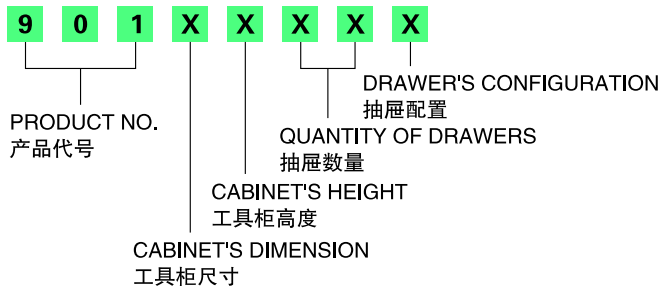 9 0 1 X X X X X
DRAWER'S CONFIGURATION
抽屉配置
PRODUCT NO.
产品代号
QUANTITY OF DRAWERS
抽屉数量
CABINET'S HEIGHT
工具柜高度
CABINET'S DIMENSION
工具柜尺寸